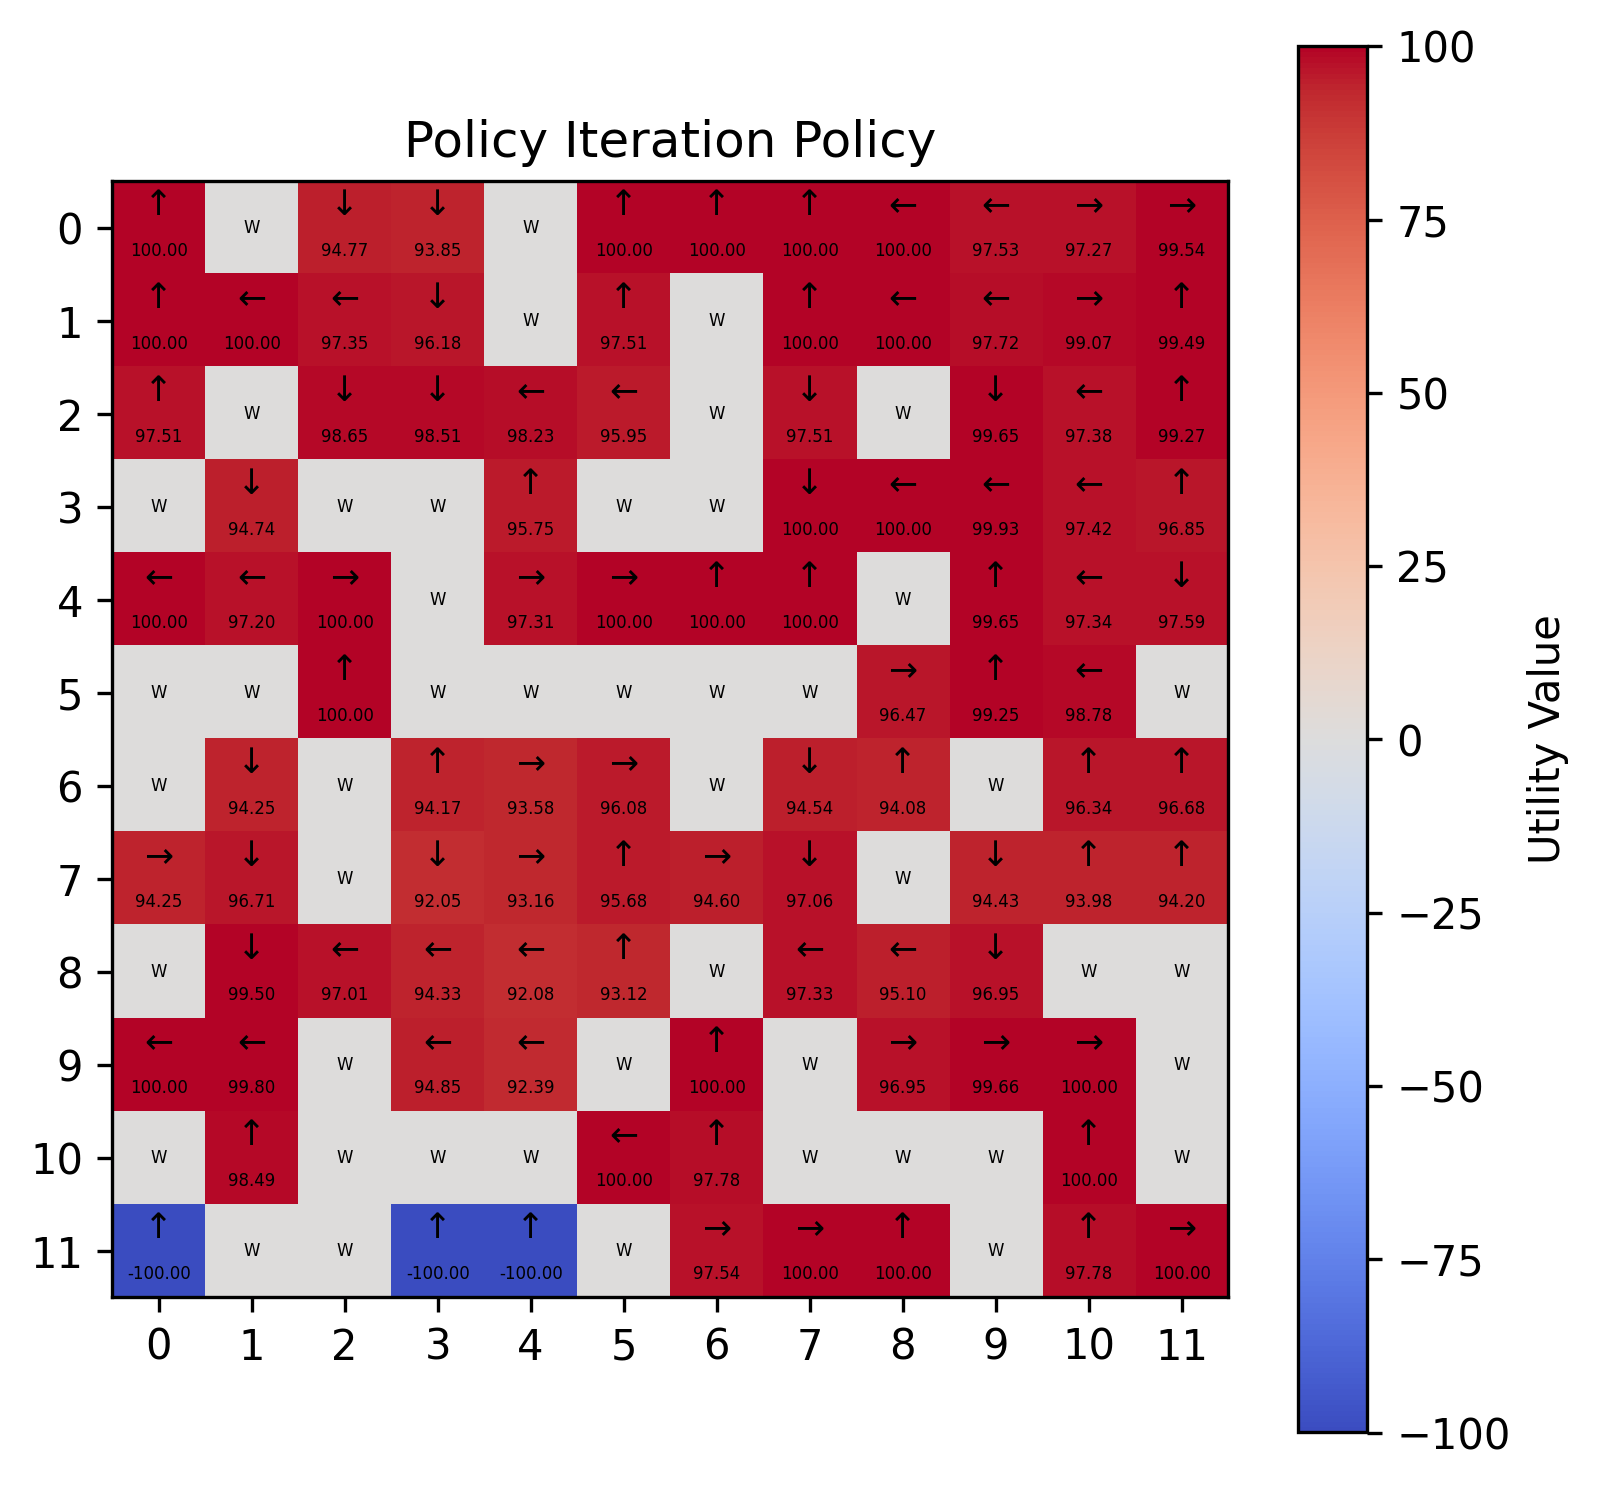 Policy Iteration Policy
0 ↑ W ↓ ↓ W ↑ ↑ ↑ ← ← → →
100.00 94.77 93.85 100.00 100.00 100.00 100.00 97.53 97.27 99.54
1 ↑ ← ← ↓ W ↑ W ↑ ← ← → ↑
100.00 100.00 97.35 96.18 97.51 100.00 100.00 97.72 99.07 99.49
2 ↑ W ↓ ↓ ← ← W ↓ W ↓ ← ↑
97.51 98.65 98.51 98.23 95.95 97.51 99.65 97.38 99.27
3 W ↓ W W ↑ W W ↓ ← ← ← ↑
94.74 95.75 100.00 100.00 99.93 97.42 96.85
4 ← ← → W → → ↑ ↑ W ↑ ← ↓
100.00 97.20 100.00 97.31 100.00 100.00 100.00 99.65 97.34 97.59
5 W W ↑ W W W W W → ↑ ← W
100.00 96.47 99.25 98.78
6 W ↓ W ↑ → → W ↓ ↑ W ↑ ↑
94.25 94.17 93.58 96.08 94.54 94.08 96.34 96.68
7 → ↓ W ↓ → ↑ → ↓ W ↓ ↑ ↑
94.25 96.71 92.05 93.16 95.68 94.60 97.06 94.43 93.98 94.20
8 W ↓ ← ← ← ↑ W ← ← ↓ W W
99.50 97.01 94.33 92.08 93.12 97.33 95.10 96.95
9 ← ← W ← ← W ↑ W → → → W
100.00 99.80 94.85 92.39 100.00 96.95 99.66 100.00
10 W ↑ W W W ← ↑ W W W ↑ W
98.49 100.00 97.78 100.00
11 ↑ W W ↑ ↑ W → → ↑ W ↑ →
-100.00 -100.00 -100.00 97.54 100.00 100.00 97.78 100.00
0 1 2 3 4 5 6 7 8 9 10 11
100
75
50
25
0
−25
−50
−75
−100
Utility Value